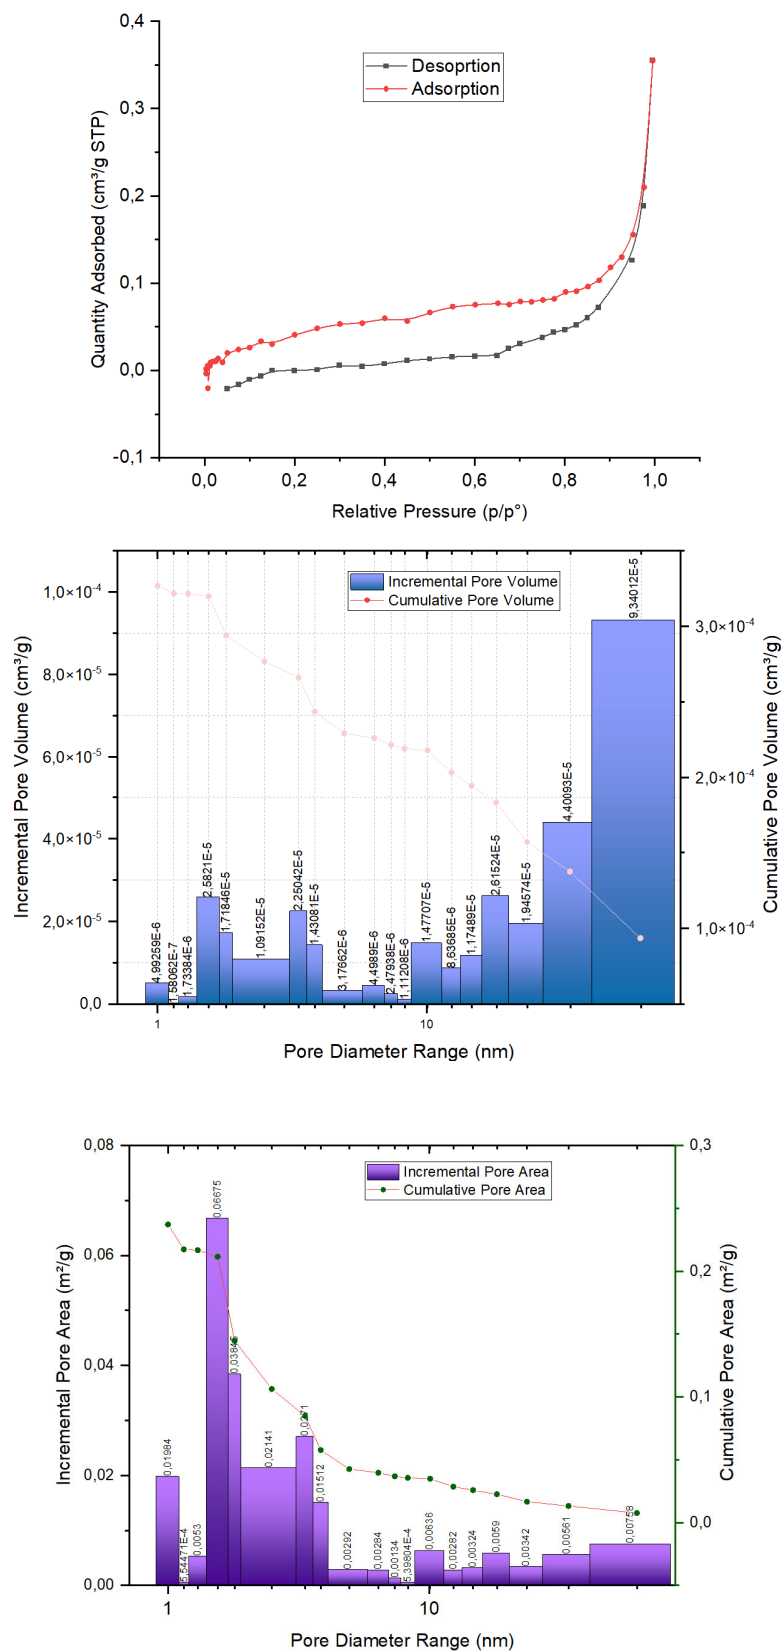 0,4
0,3
0,2
0,1
0,0
-0,1
Quantity Adsorbed (cm³/g STP)
Desoprtion
Adsorption
0,0 0,2 0,4 0,6 0,8 1,0
Relative Pressure (p/p°)
1,0×10⁻⁴
8,0×10⁻⁵
6,0×10⁻⁵
4,0×10⁻⁵
2,0×10⁻⁵
0,0
Incremental Pore Volume (cm³/g)
Incremental Pore Volume
Cumulative Pore Volume
4,99259E-6
1,58062E-7
1,73384E-6
2,5821E-5
1,71846E-5
1,09152E-5
2,25042E-5
1,43081E-5
3,17662E-6
4,4989E-6
2,47938E-6
1,11208E-6
1,47707E-5
8,63685E-6
1,17489E-5
2,61524E-5
1,94574E-5
4,40093E-5
9,34012E-5
3,0×10⁻⁴
2,0×10⁻⁴
1,0×10⁻⁴
Cumulative Pore Volume (cm³/g)
1 10
Pore Diameter Range (nm)
0,08
0,06
0,04
0,02
0,00
Incremental Pore Area (m²/g)
Incremental Pore Area
Cumulative Pore Area
0,01984
5,54471E-4
0,0053
0,06675
0,02141
0,01512
0,00292
0,00284
0,00134
5,39804E-4
0,00636
0,00282
0,00324
0,0059
0,00342
0,00561
0,00758
0,3
0,2
0,1
0,0
Cumulative Pore Area (m²/g)
1 10
Pore Diameter Range (nm)